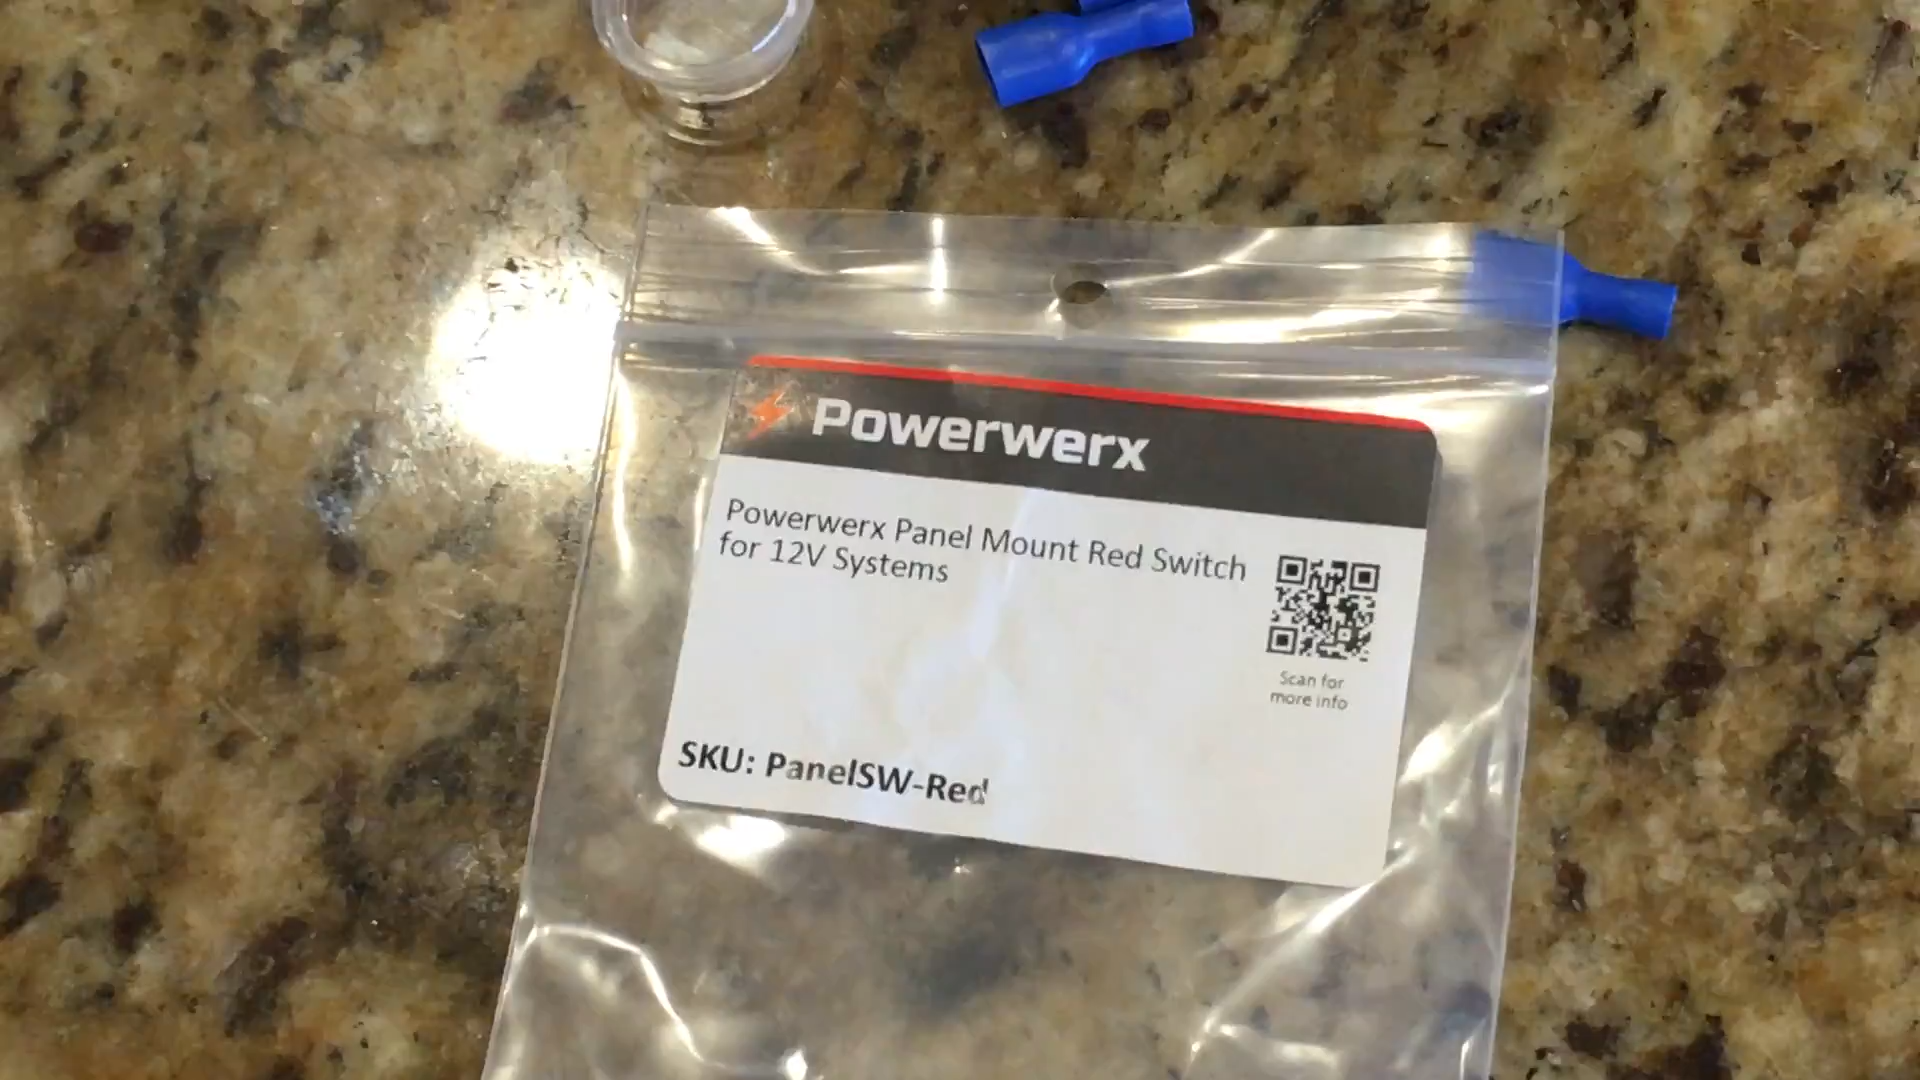 Powerwerx
Powerwerx Panel Mount Red Switch
for 12V Systems
Scan for
more info
SKU: PanelSW-Red